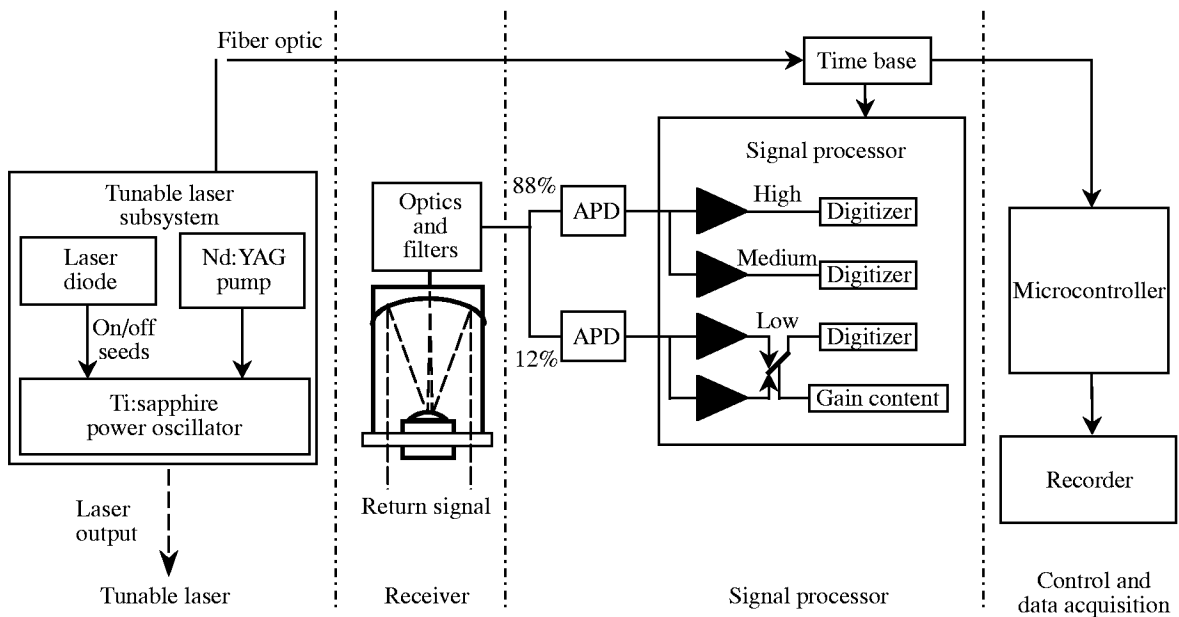 Fiber optic
Time base
Tunable laser
subsystem
Laser
diode
Nd:YAG
pump
On/off
seeds
Ti:sapphire
power oscillator
Laser
output
Tunable laser
Optics
and
filters
Return signal
Receiver
88%
12%
APD
APD
Signal processor
High
Digitizer
Medium
Digitizer
Low
Digitizer
Gain content
Signal processor
Microcontroller
Recorder
Control and
data acquisition